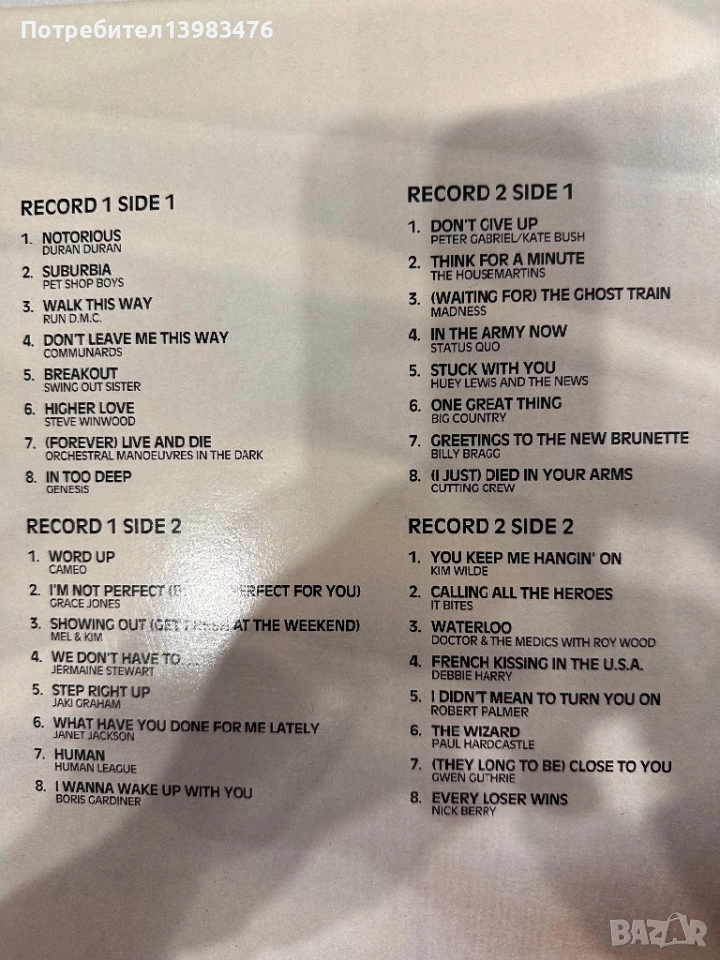 Потребител13983476
RECORD 1 SIDE 1
1. NOTORIOUS
DURAN DURAN
2. SUBURBIA
PET SHOP BOYS
3. WALK THIS WAY
RUN D.M.C.
4. DON'T LEAVE ME THIS WAY
COMMUNARDS
5. BREAKOUT
SWING OUT SISTER
6. HIGHER LOVE
STEVE WINWOOD
7. (FOREVER) LIVE AND DIE
ORCHESTRAL MANOEUVRES IN THE DARK
8. IN TOO DEEP
GENESIS
RECORD 1 SIDE 2
1. WORD UP
CAMEO
2. I'M NOT PERFECT PERFECT FOR YOU)
GRACE JONES
3. SHOWING OUT (GET AT THE WEEKEND)
MEL & KIM
4. WE DON'T HAVE TO...
JERMAINE STEWART
5. STEP RIGHT UP
JAKI GRAHAM
6. WHAT HAVE YOU DONE FOR ME LATELY
JANET JACKSON
7. HUMAN
HUMAN LEAGUE
8. I WANNA WAKE UP WITH YOU
BORIS GARDINER
RECORD 2 SIDE 1
1. DON'T GIVE UP
PETER GABRIEL/KATE BUSH
2. THINK FOR A MINUTE
THE HOUSEMARTINS
3. (WAITING FOR) THE GHOST TRAIN
MADNESS
4. IN THE ARMY NOW
STATUS QUO
5. STUCK WITH YOU
HUEY LEWIS AND THE NEWS
6. ONE GREAT THING
BIG COUNTRY
7. GREETINGS TO THE NEW BRUNETTE
BILLY BRAGG
8. (I JUST) DIED IN YOUR ARMS
CUTTING CREW
RECORD 2 SIDE 2
1. YOU KEEP ME HANGIN' ON
KIM WILDE
2. CALLING ALL THE HEROES
IT BITES
3. WATERLOO
DOCTOR & THE MEDICS WITH ROY WOOD
4. FRENCH KISSING IN THE U.S.A.
DEBBIE HARRY
5. I DIDN'T MEAN TO TURN YOU ON
ROBERT PALMER
6. THE WIZARD
PAUL HARDCASTLE
7. (THEY LONG TO BE) CLOSE TO YOU
GWEN GUTHRIE
8. EVERY LOSER WINS
NICK BERRY
BAZAR